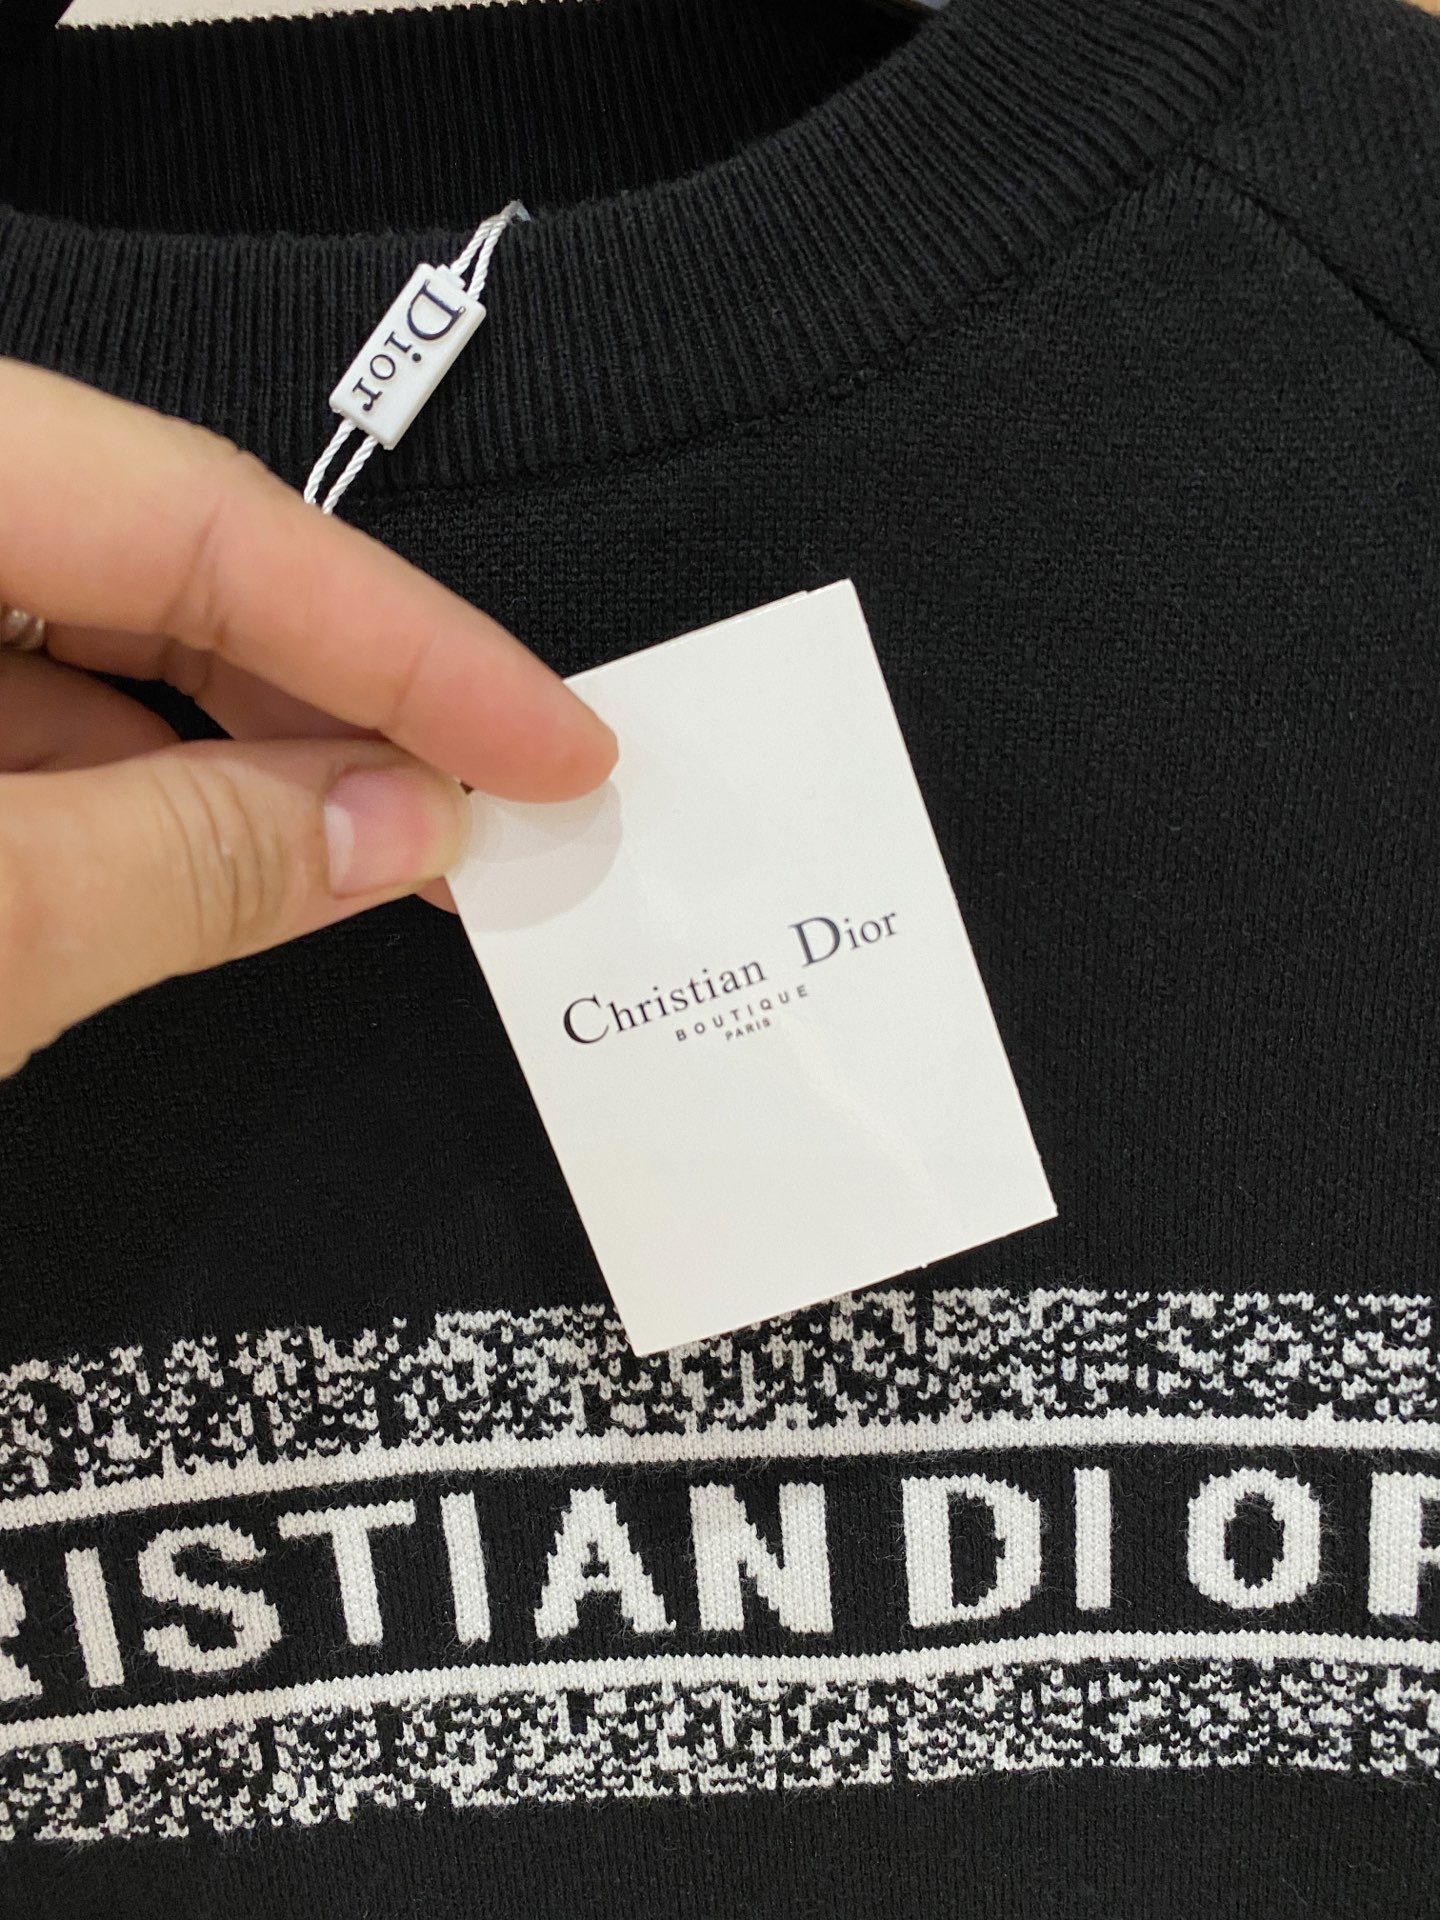 Dior
Christian Dior
BOUTIQUE
PARIS
RISTIAN DIOR